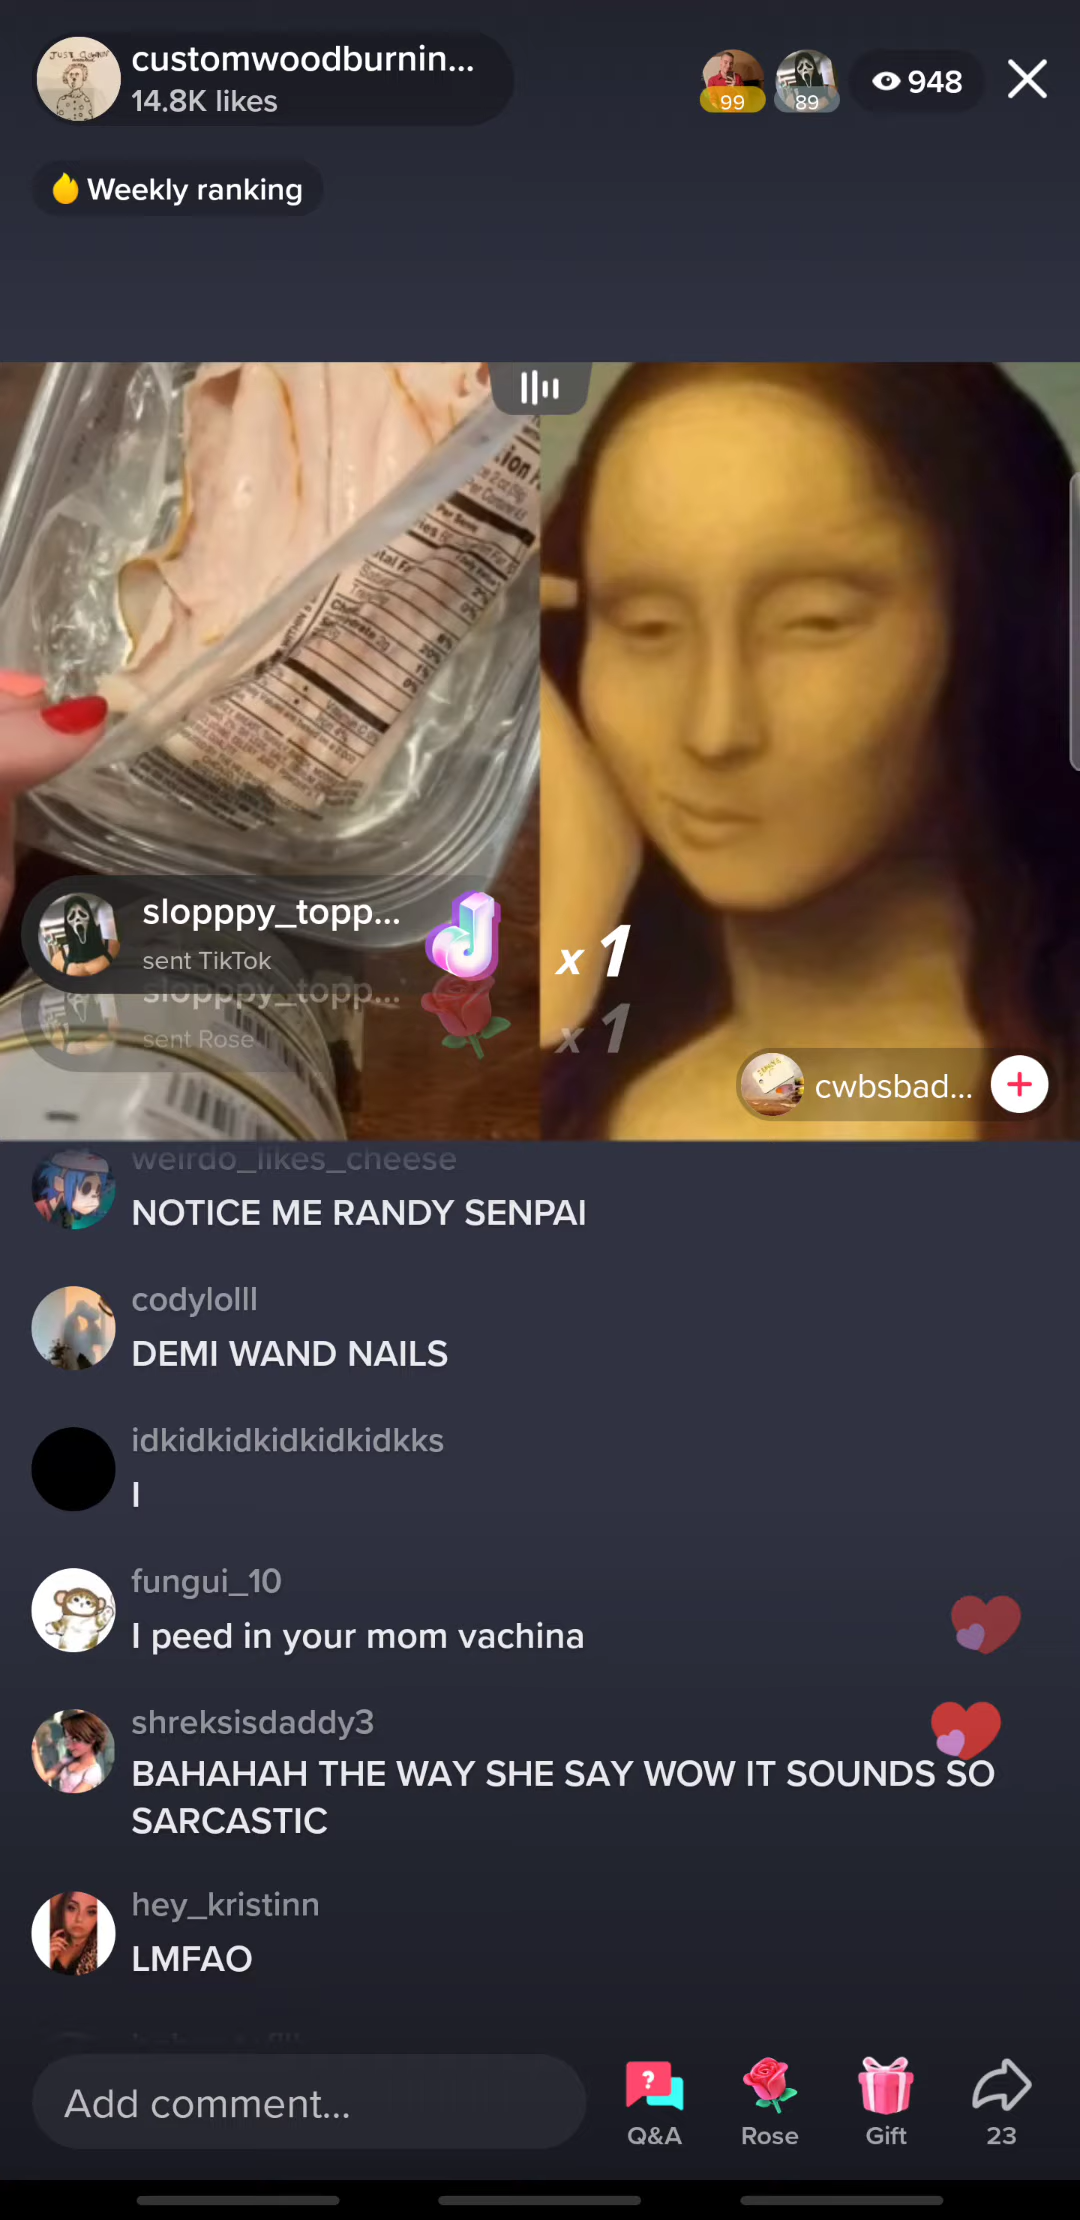 customwoodburnin...
14.8K likes
99
89
948
Weekly ranking
slopppy_topp...
sent TikTok
x 1
slopppy_topp...
sent Rose
x 1
cwbsbad...
weirdo_likes_cheese
NOTICE ME RANDY SENPAI
codylolll
DEMI WAND NAILS
idkidkidkidkidkidkks
I
fungui_10
I peed in your mom vachina
shreksisdaddy3
BAHAHAH THE WAY SHE SAY WOW IT SOUNDS SO
SARCASTIC
hey_kristinn
LMFAO
Add comment...
Q&A
Rose
Gift
23